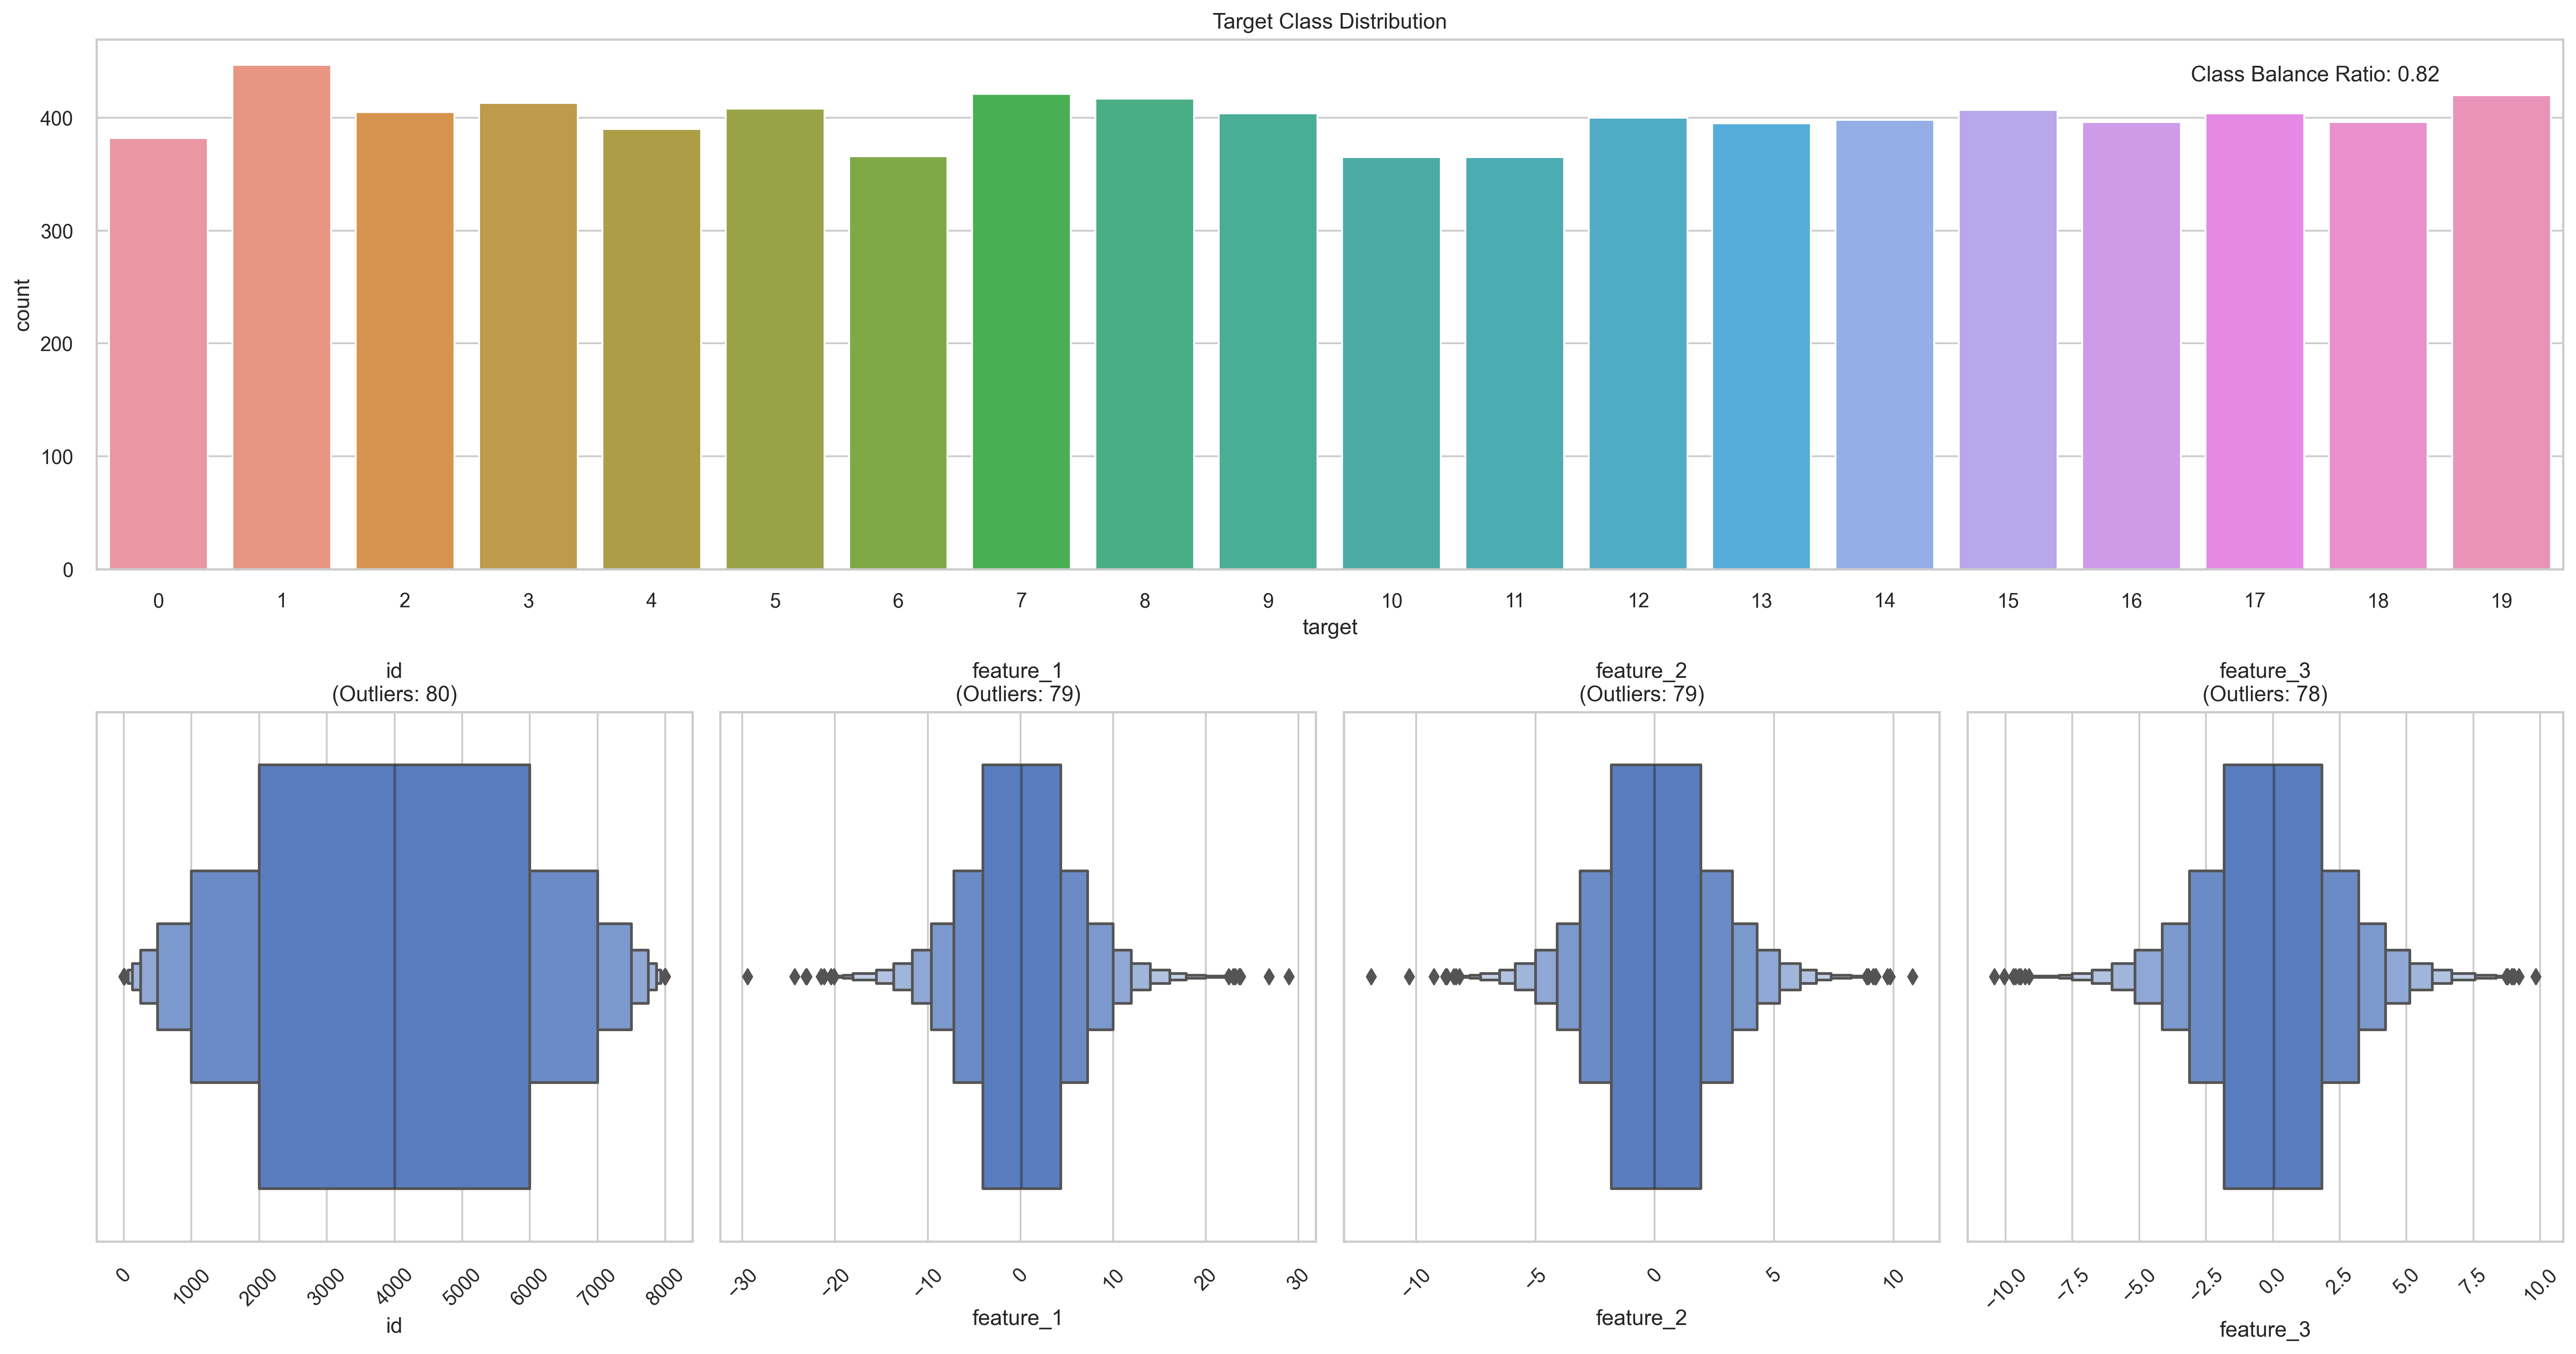 Target Class Distribution
Class Balance Ratio: 0.82
400
300
200
100
0
count
0 1 2 3 4 5 6 7 8 9 10 11 12 13 14 15 16 17 18 19
target
id
(Outliers: 80)
0 1000 2000 3000 4000 5000 6000 7000 8000
id
feature_1
(Outliers: 79)
−30 −20 −10 0 10 20 30
feature_1
feature_2
(Outliers: 79)
−10 −5 0 5 10
feature_2
feature_3
(Outliers: 78)
−10.0 −7.5 −5.0 −2.5 0.0 2.5 5.0 7.5 10.0
feature_3